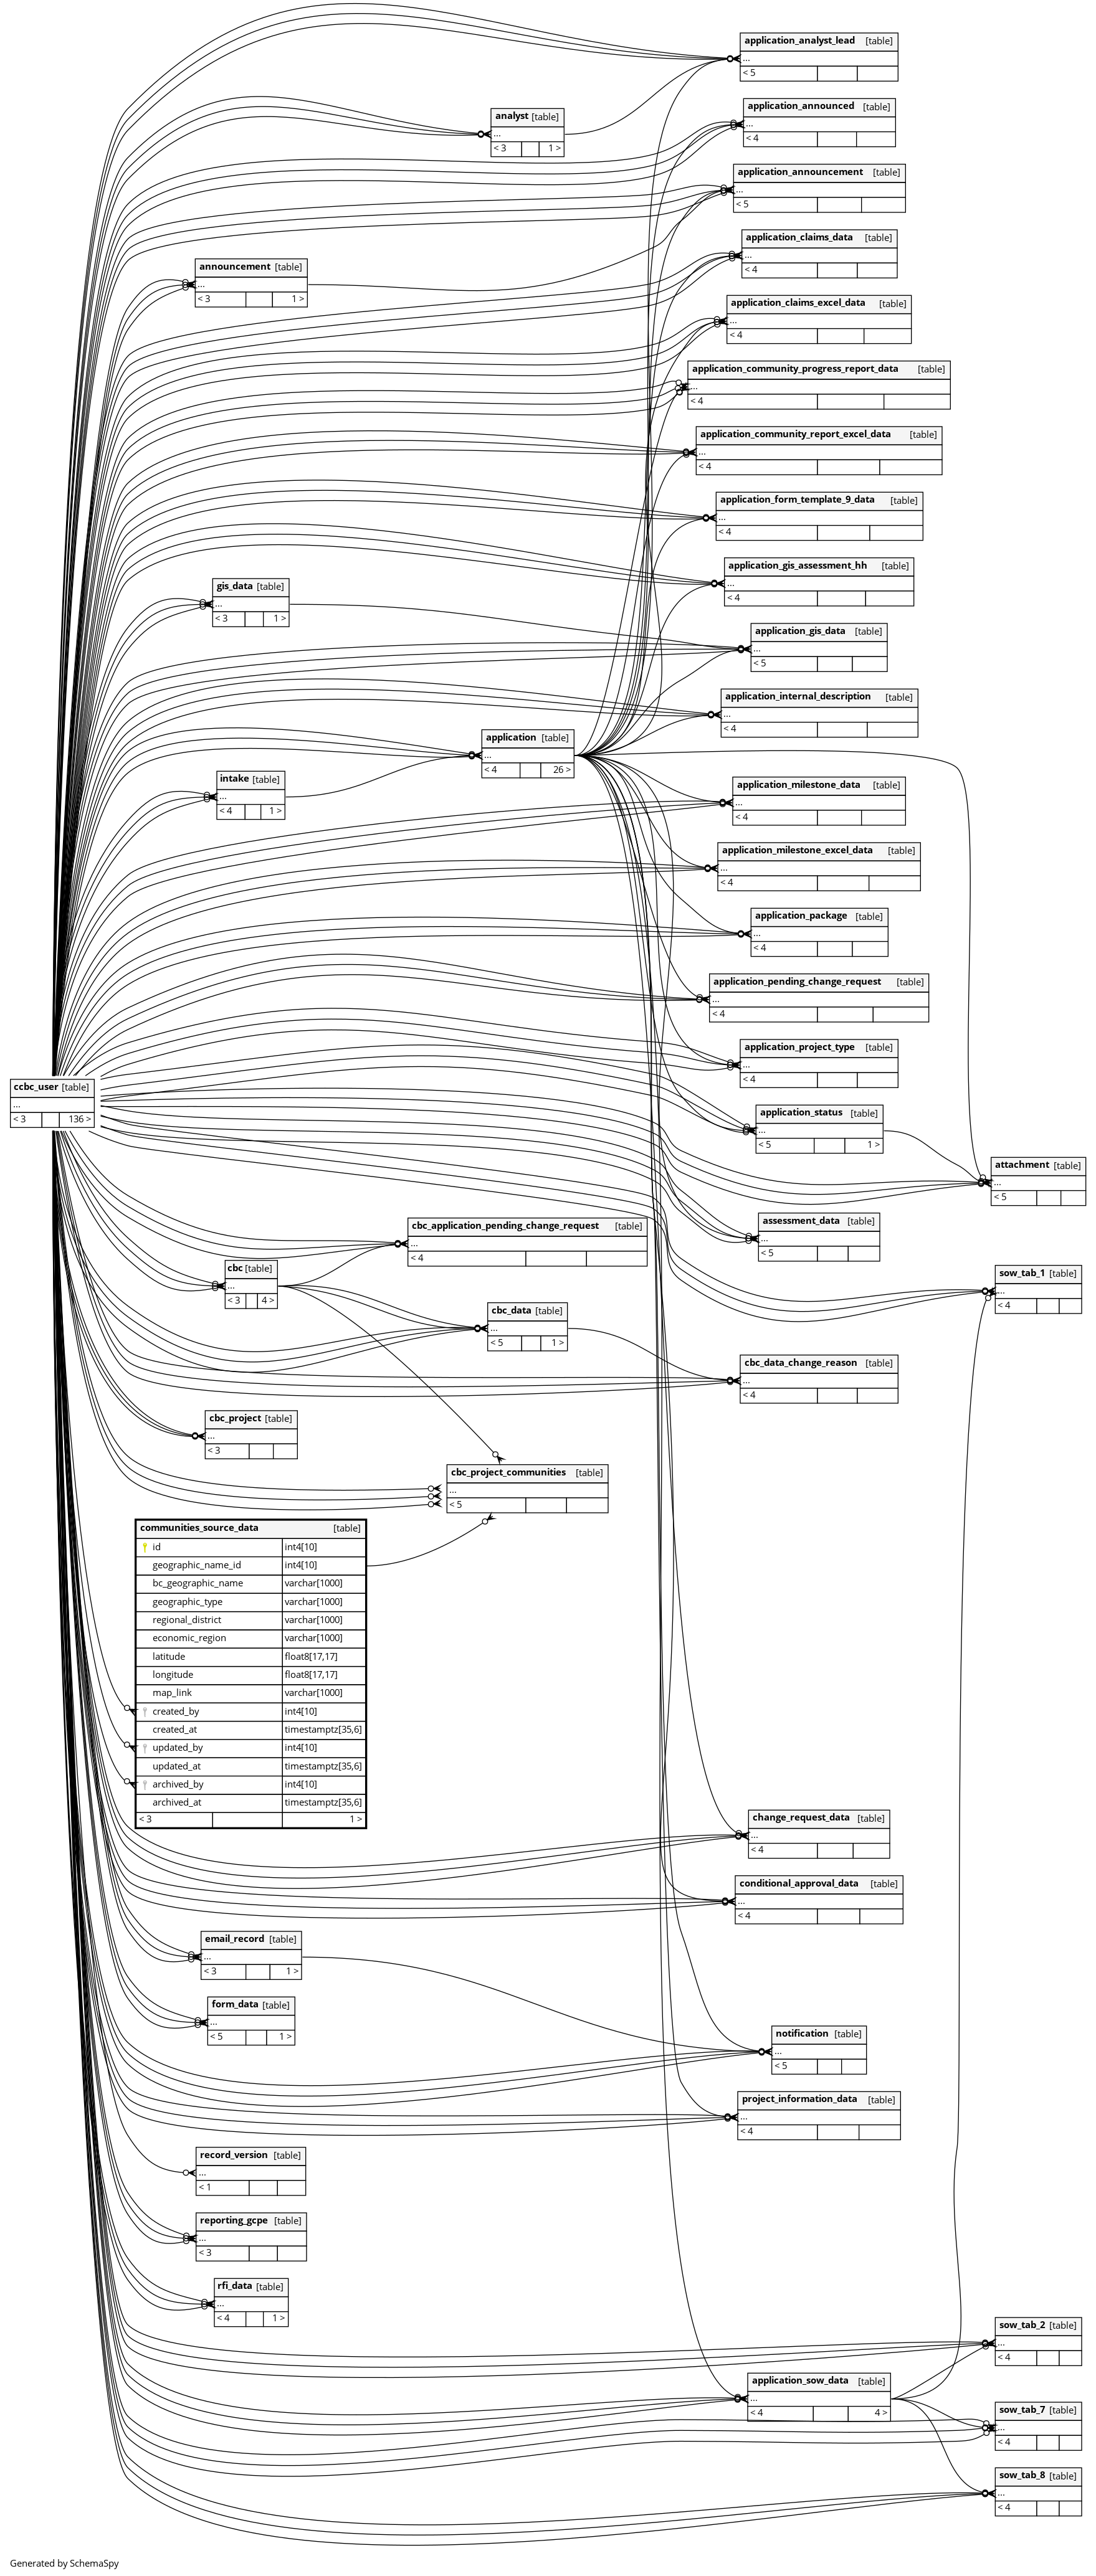 application_analyst_lead [table]
...
< 5
application_announced [table]
...
< 4
analyst [table]
...
< 3 1 >
application_announcement [table]
...
< 5
application_claims_data [table]
...
< 4
announcement [table]
...
< 3 1 >
application_claims_excel_data [table]
...
< 4
application_community_progress_report_data [table]
...
< 4
application_community_report_excel_data [table]
...
< 4
application_form_template_9_data [table]
...
< 4
application_gis_assessment_hh [table]
...
< 4
gis_data [table]
...
< 3 1 >
application_gis_data [table]
...
< 5
application_internal_description [table]
...
< 4
application [table]
...
< 4 26 >
intake [table]
...
< 4 1 >
application_milestone_data [table]
...
< 4
application_milestone_excel_data [table]
...
< 4
application_package [table]
...
< 4
application_pending_change_request [table]
...
< 4
application_project_type [table]
...
< 4
ccbc_user [table]
...
< 3 136 >
application_status [table]
...
< 5 1 >
attachment [table]
...
< 5
assessment_data [table]
...
< 5
cbc_application_pending_change_request [table]
...
< 4
cbc [table]
...
< 3 4 >
sow_tab_1 [table]
...
< 4
cbc_data [table]
...
< 5 1 >
cbc_data_change_reason [table]
...
< 4
cbc_project [table]
...
< 3
cbc_project_communities [table]
...
< 5
communities_source_data [table]
id int4[10]
geographic_name_id int4[10]
bc_geographic_name varchar[1000]
geographic_type varchar[1000]
regional_district varchar[1000]
economic_region varchar[1000]
latitude float8[17,17]
longitude float8[17,17]
map_link varchar[1000]
created_by int4[10]
created_at timestamptz[35,6]
updated_by int4[10]
updated_at timestamptz[35,6]
archived_by int4[10]
archived_at timestamptz[35,6]
< 3 1 >
change_request_data [table]
...
< 4
conditional_approval_data [table]
...
< 4
email_record [table]
...
< 3 1 >
form_data [table]
...
< 5 1 >
notification [table]
...
< 5
project_information_data [table]
...
< 4
record_version [table]
...
< 1
reporting_gcpe [table]
...
< 3
rfi_data [table]
...
< 4 1 >
sow_tab_2 [table]
...
< 4
application_sow_data [table]
...
< 4 4 >
sow_tab_7 [table]
...
< 4
sow_tab_8 [table]
...
< 4
Generated by SchemaSpy